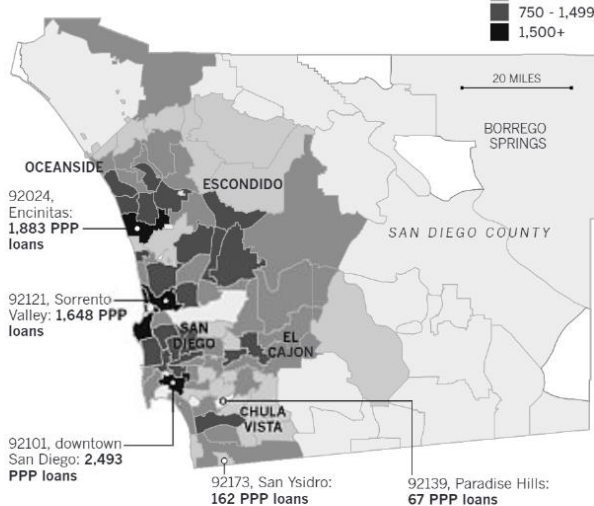 750 - 1,499
1,500+
20 MILES
BORREGO
SPRINGS
OCEANSIDE
ESCONDIDO
92024,
Encinitas:
1,883 PPP
loans
SAN DIEGO COUNTY
92121, Sorrento
Valley: 1,648 PPP
loans
SAN
DIEGO
EL
CAJON
CHULA
VISTA
92101, downtown
San Diego: 2,493
PPP loans
92173, San Ysidro:
162 PPP loans
92139, Paradise Hills:
67 PPP loans